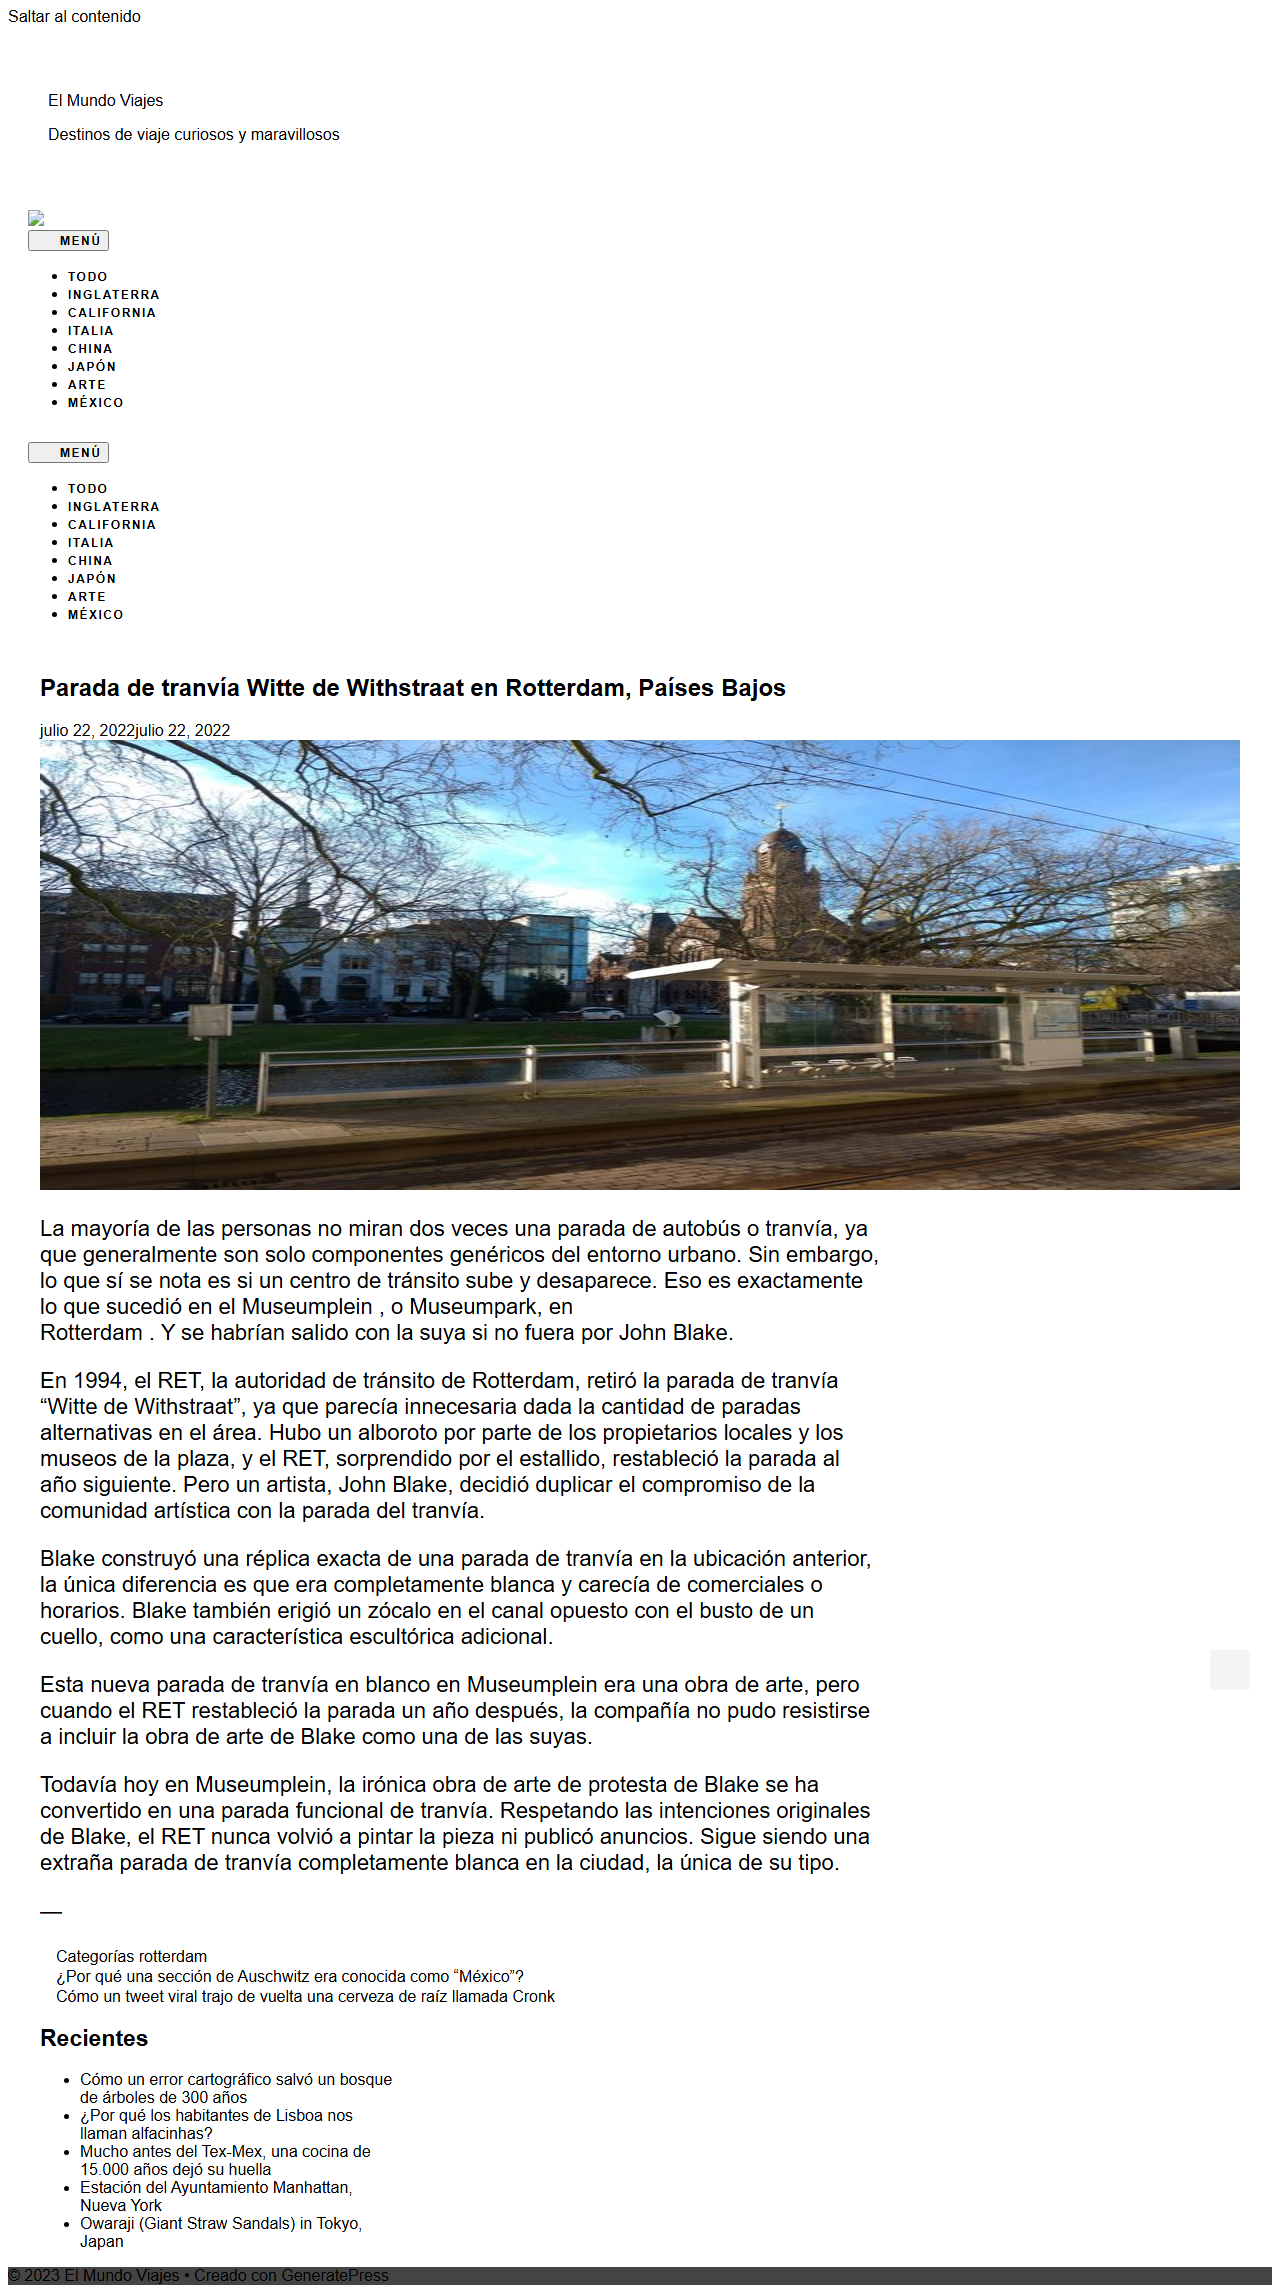 Saltar al contenido
El Mundo Viajes
Destinos de viaje curiosos y maravillosos
MENÚ
TODO
INGLATERRA
CALIFORNIA
ITALIA
CHINA
JAPÓN
ARTE
MÉXICO
MENÚ
TODO
INGLATERRA
CALIFORNIA
ITALIA
CHINA
JAPÓN
ARTE
MÉXICO
Parada de tranvía Witte de Withstraat en Rotterdam, Países Bajos
julio 22, 2022julio 22, 2022
La mayoría de las personas no miran dos veces una parada de autobús o tranvía, ya
que generalmente son solo componentes genéricos del entorno urbano. Sin embargo,
lo que sí se nota es si un centro de tránsito sube y desaparece. Eso es exactamente
lo que sucedió en el Museumplein , o Museumpark, en
Rotterdam . Y se habrían salido con la suya si no fuera por John Blake.
En 1994, el RET, la autoridad de tránsito de Rotterdam, retiró la parada de tranvía
“Witte de Withstraat”, ya que parecía innecesaria dada la cantidad de paradas
alternativas en el área. Hubo un alboroto por parte de los propietarios locales y los
museos de la plaza, y el RET, sorprendido por el estallido, restableció la parada al
año siguiente. Pero un artista, John Blake, decidió duplicar el compromiso de la
comunidad artística con la parada del tranvía.
Blake construyó una réplica exacta de una parada de tranvía en la ubicación anterior,
la única diferencia es que era completamente blanca y carecía de comerciales o
horarios. Blake también erigió un zócalo en el canal opuesto con el busto de un
cuello, como una característica escultórica adicional.
Esta nueva parada de tranvía en blanco en Museumplein era una obra de arte, pero
cuando el RET restableció la parada un año después, la compañía no pudo resistirse
a incluir la obra de arte de Blake como una de las suyas.
Todavía hoy en Museumplein, la irónica obra de arte de protesta de Blake se ha
convertido en una parada funcional de tranvía. Respetando las intenciones originales
de Blake, el RET nunca volvió a pintar la pieza ni publicó anuncios. Sigue siendo una
extraña parada de tranvía completamente blanca en la ciudad, la única de su tipo.
—
Categorías rotterdam
¿Por qué una sección de Auschwitz era conocida como “México”?
Cómo un tweet viral trajo de vuelta una cerveza de raíz llamada Cronk
Recientes
Cómo un error cartográfico salvó un bosque
de árboles de 300 años
¿Por qué los habitantes de Lisboa nos
llaman alfacinhas?
Mucho antes del Tex-Mex, una cocina de
15.000 años dejó su huella
Estación del Ayuntamiento Manhattan,
Nueva York
Owaraji (Giant Straw Sandals) in Tokyo,
Japan
© 2023 El Mundo Viajes • Creado con GeneratePress